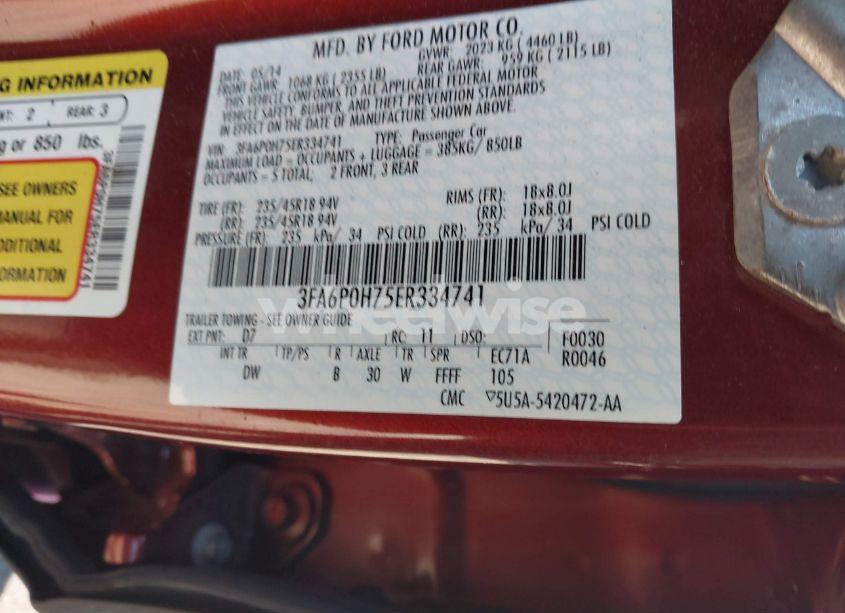 G INFORMATION
NT: 2 REAR: 3
g or 850 lbs.
SEE OWNERS
MANUAL FOR
DDITIONAL
INFORMATION
3FA6P0H75ER334741
MFD. BY FORD MOTOR CO.
DATE: 05/14 GVWR: 2023 KG ( 4460 LB)
FRONT GAWR: 1068 KG ( 2355 LB) REAR GAWR: 959 KG ( 2115 LB)
THIS VEHICLE CONFORMS TO ALL APPLICABLE FEDERAL MOTOR
VEHICLE SAFETY, BUMPER, AND THEFT PREVENTION STANDARDS
IN EFFECT ON THE DATE OF MANUFACTURE SHOWN ABOVE.
VIN: 3FA6P0H75ER334741 TYPE: Passenger Car
MAXIMUM LOAD = OCCUPANTS + LUGGAGE = 385KG/ 850LB
OCCUPANTS = 5 TOTAL, 2 FRONT, 3 REAR
TIRE (FR): 235/45R18 94V RIMS (FR): 18x8.0J
(RR): 235/45R18 94V (RR): 18x8.0J
PRESSURE (FR): 235 kPa/ 34 PSI COLD (RR): 235 kPa/ 34 PSI COLD
3FA6P0H75ER334741
wheelwise
TRAILER TOWING - SEE OWNER GUIDE
EXT PNT: D7 RC: 11 DSO: F0030
INT TR TP/PS R AXLE TR SPR EC71A R0046
DW B 30 W FFFF 105
CMC 5U5A-5420472-AA